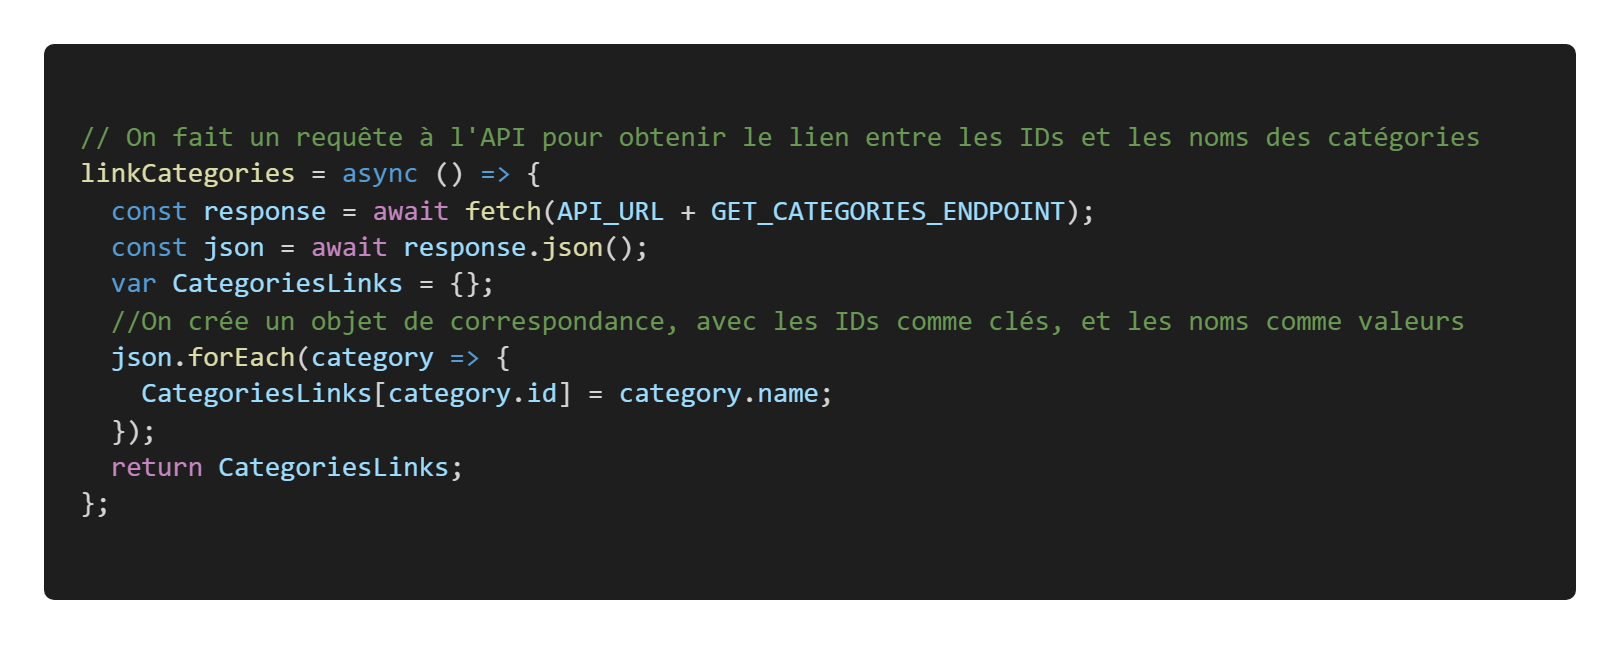 // On fait un requête à l'API pour obtenir le lien entre les IDs et les noms des catégories
linkCategories = async () => {
  const response = await fetch(API_URL + GET_CATEGORIES_ENDPOINT);
  const json = await response.json();
  var CategoriesLinks = {};
  //On crée un objet de correspondance, avec les IDs comme clés, et les noms comme valeurs
  json.forEach(category => {
    CategoriesLinks[category.id] = category.name;
  });
  return CategoriesLinks;
};